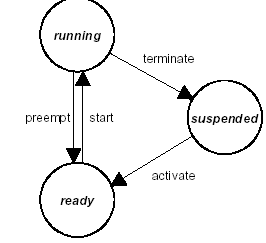 running
terminate
preempt start
suspended
activate
ready